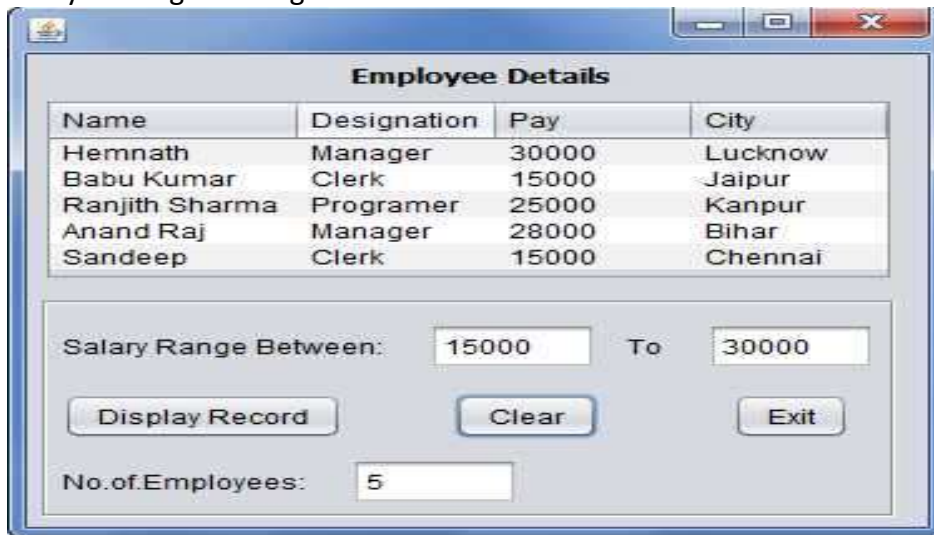 Employee Details
Name Designation Pay City
Hemnath Manager 30000 Lucknow
Babu Kumar Clerk 15000 Jaipur
Ranjith Sharma Programer 25000 Kanpur
Anand Raj Manager 28000 Bihar
Sandeep Clerk 15000 Chennai
Salary Range Between: 15000 To 30000
Display Record Clear Exit
No.of.Employees: 5